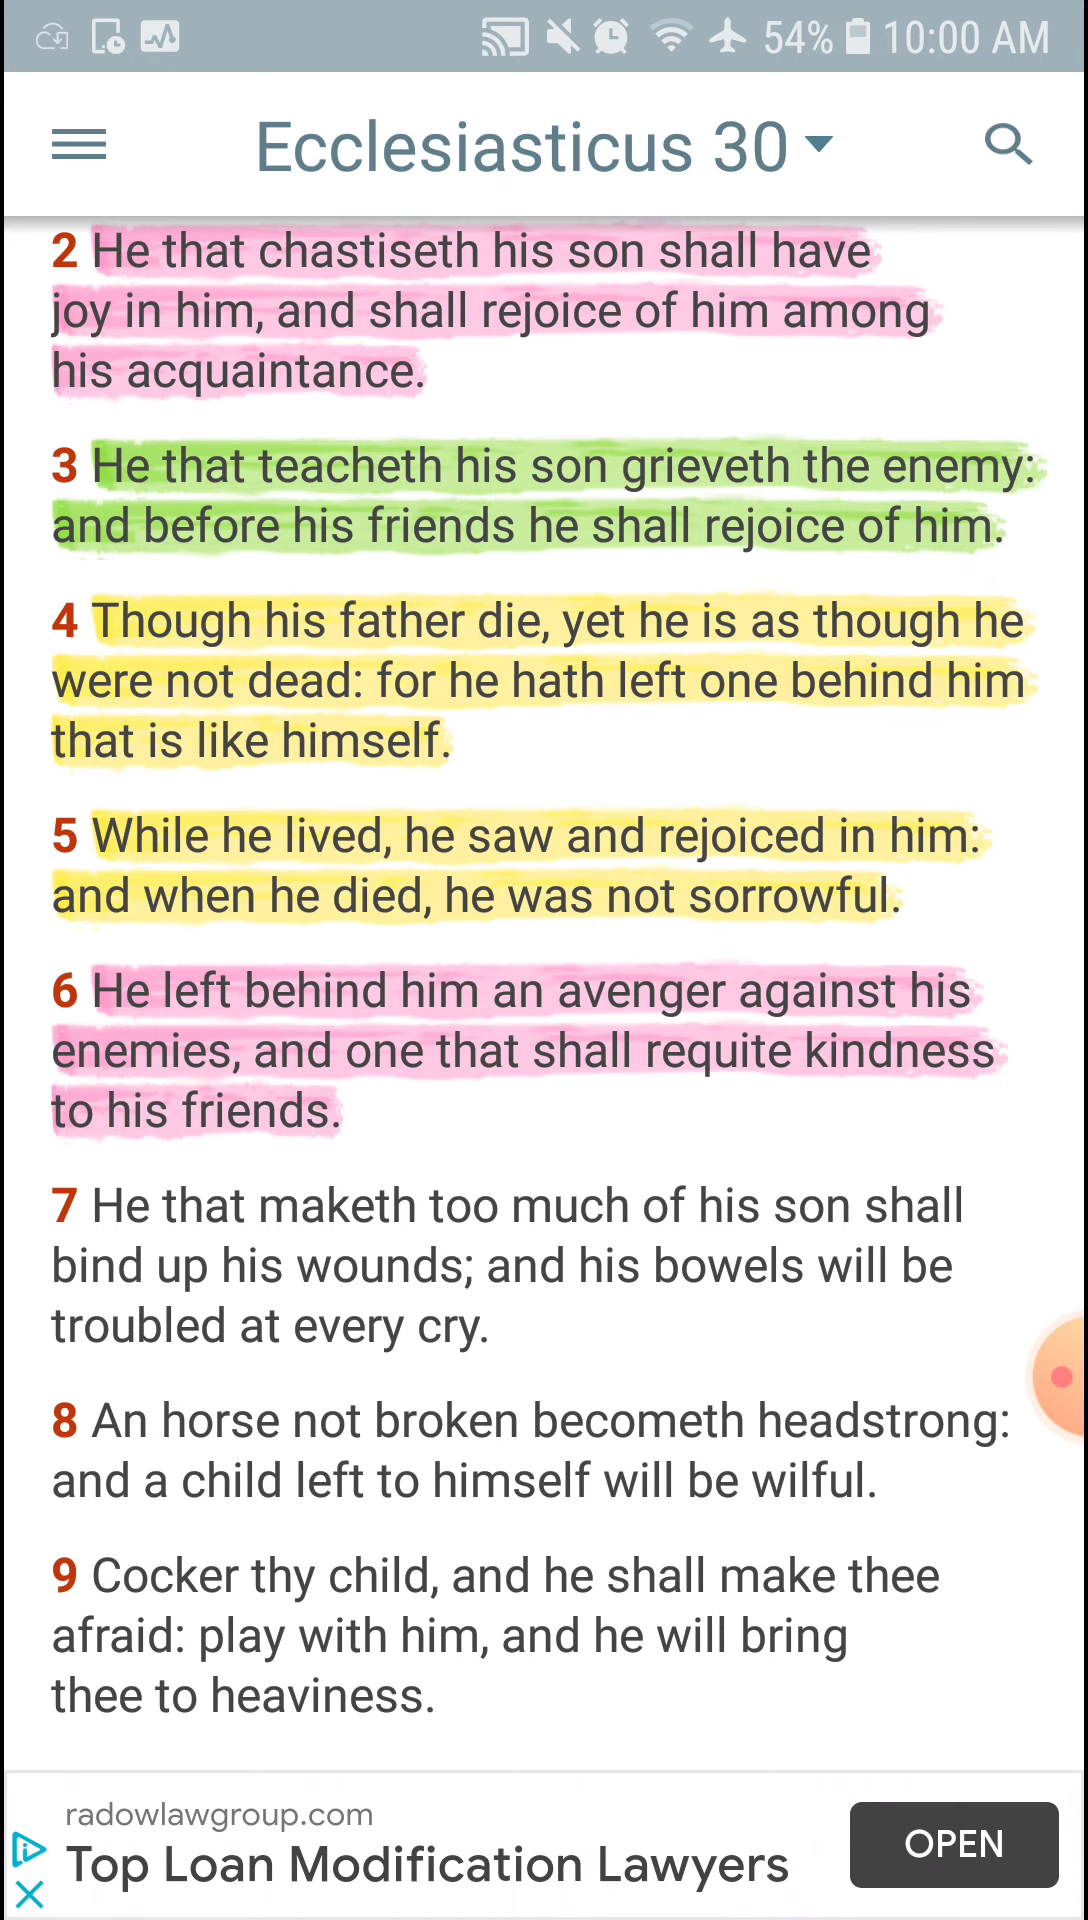 54% 10:00 AM
Ecclesiasticus 30
2 He that chastiseth his son shall have
joy in him, and shall rejoice of him among
his acquaintance.
3 He that teacheth his son grieveth the enemy:
and before his friends he shall rejoice of him.
4 Though his father die, yet he is as though he
were not dead: for he hath left one behind him
that is like himself.
5 While he lived, he saw and rejoiced in him:
and when he died, he was not sorrowful.
6 He left behind him an avenger against his
enemies, and one that shall requite kindness
to his friends.
7 He that maketh too much of his son shall
bind up his wounds; and his bowels will be
troubled at every cry.
8 An horse not broken becometh headstrong:
and a child left to himself will be wilful.
9 Cocker thy child, and he shall make thee
afraid: play with him, and he will bring
thee to heaviness.
radowlawgroup.com
Top Loan Modification Lawyers
OPEN